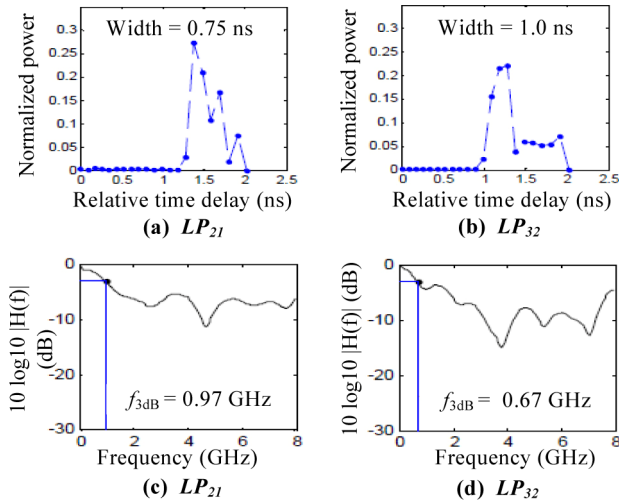 Normalized power
0.3
0.25
0.2
0.15
0.1
0.05
0
Width = 0.75 ns
0
0.5
1
1.5
2
2.5
Relative time delay (ns)
(a) LP21
Normalized power
0.3
0.25
0.2
0.15
0.1
0.05
0
Width = 1.0 ns
0
0.5
1
1.5
2
2.5
Relative time delay (ns)
(b) LP32
10 log10 |H(f)|
(dB)
0
-10
-20
-30
f3dB = 0.97 GHz
0
2
4
6
8
Frequency (GHz)
(c) LP21
10 log10 |H(f)| (dB)
0
-10
-20
-30
f3dB = 0.67 GHz
0
2
4
6
8
Frequency (GHz)
(d) LP32